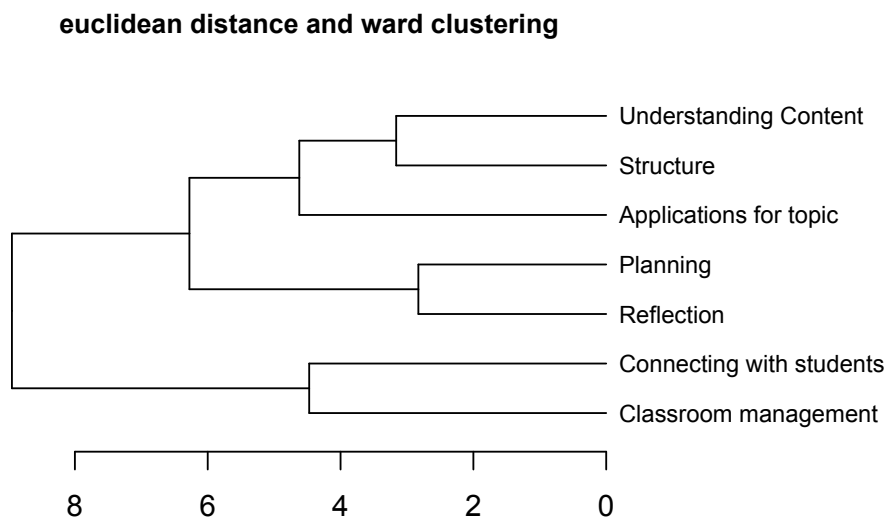 euclidean distance and ward clustering
Understanding Content
Structure
Applications for topic
Planning
Reflection
Connecting with students
Classroom management
8 6 4 2 0